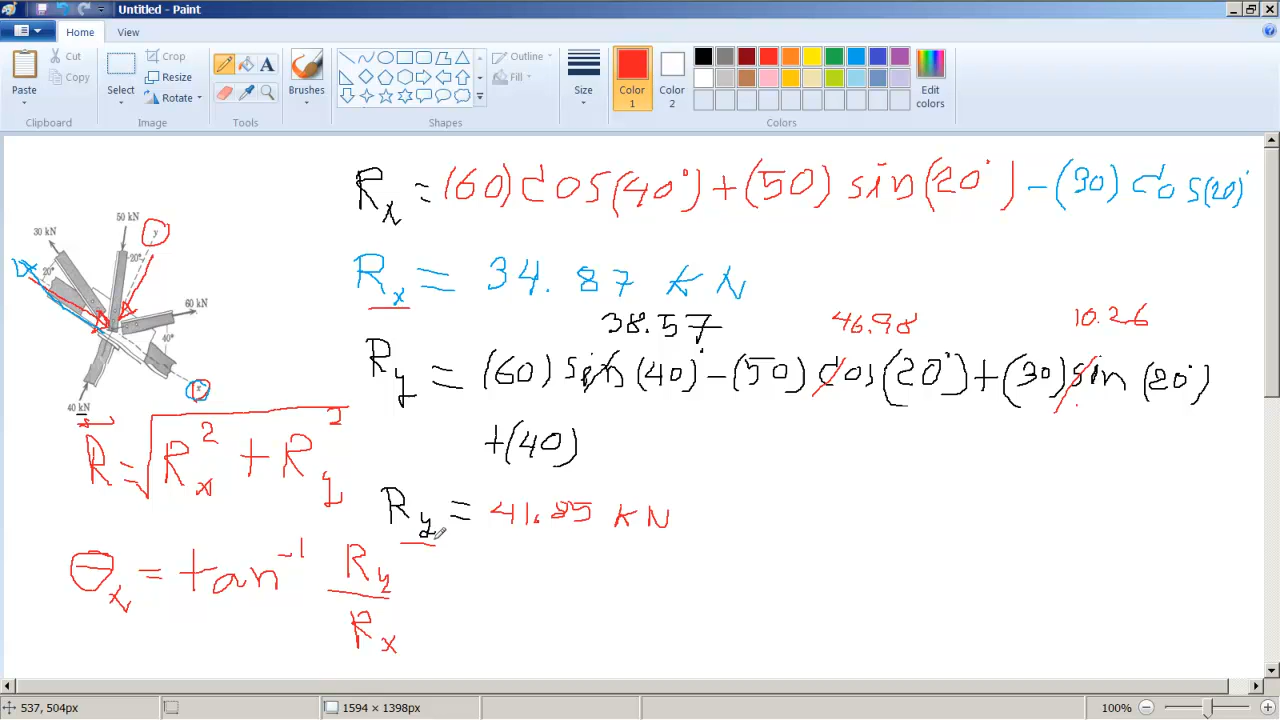 Untitled - Paint
Home
View
Paste
Cut
Copy
Clipboard
Select
Crop
Resize
Rotate
Image
Tools
Brushes
Outline
Fill
Shapes
Size
Color 1
Color 2
Edit colors
Colors
Rx = (60) cos(40°) + (50) sin(20°) - (30) cos(20)°
Rx = 34.87 KN
38.57
46.98
10.26
Ry = (60) sin (40)° - (50) cos (20°) + (30) sin (20°)
+ (40)
Ry = 41.85 KN
50 kN
y
30 kN
20°
20°
60 kN
40°
x
40 kN
R = √Rx² + Ry²
θx = tan⁻¹ Ry
Rx
537, 504px
1594 × 1398px
100%